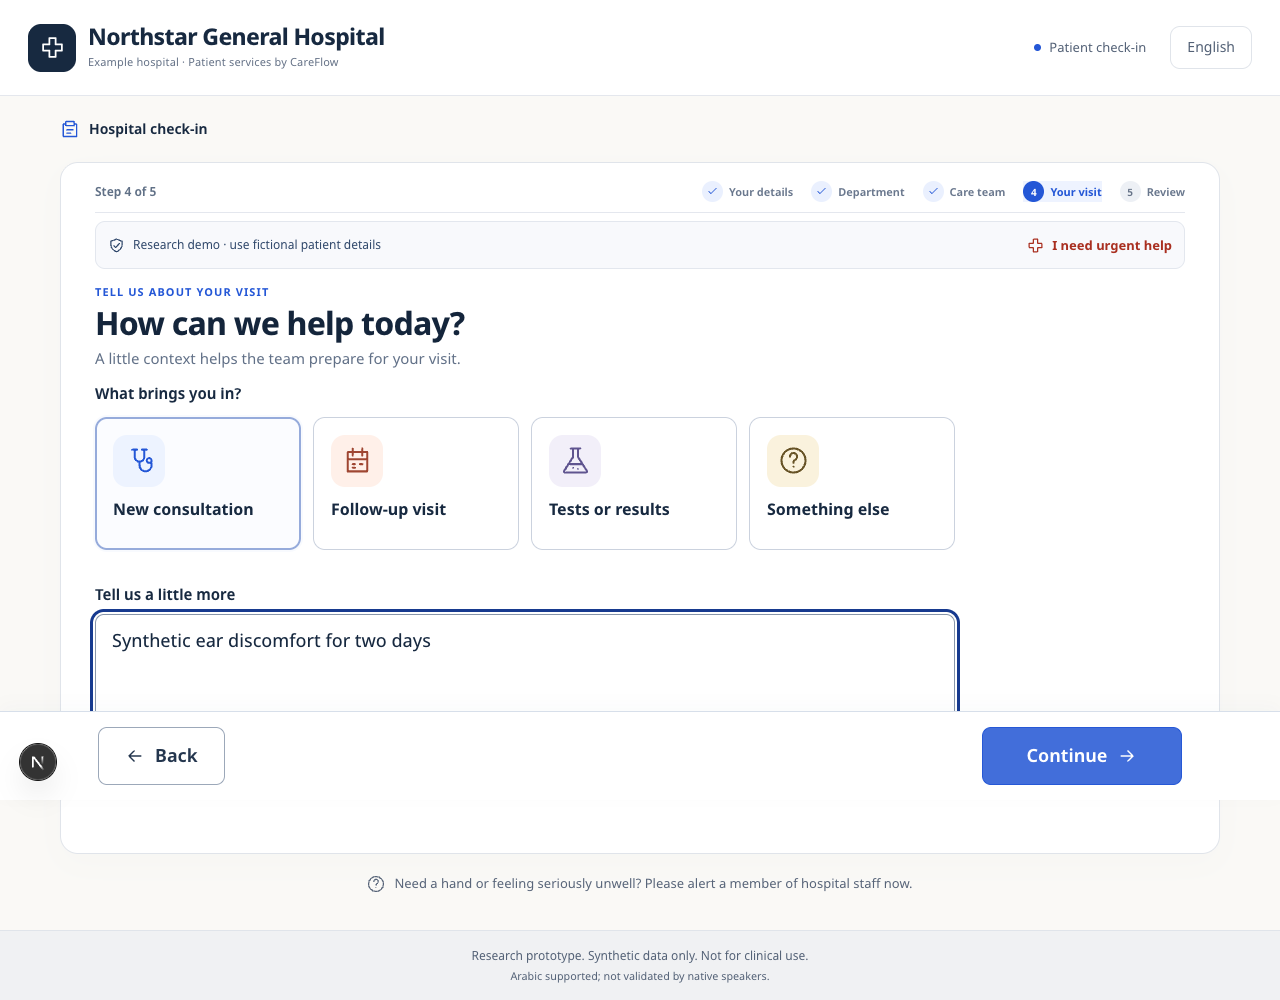 Northstar General Hospital
Example hospital · Patient services by CareFlow
Patient check-in
English
Hospital check-in
Step 4 of 5
Your details
Department
Care team
4 Your visit
5 Review
Research demo · use fictional patient details
I need urgent help
TELL US ABOUT YOUR VISIT
How can we help today?
A little context helps the team prepare for your visit.
What brings you in?
New consultation
Follow-up visit
Tests or results
Something else
Tell us a little more
Synthetic ear discomfort for two days
N
Back
Continue
Need a hand or feeling seriously unwell? Please alert a member of hospital staff now.
Research prototype. Synthetic data only. Not for clinical use.
Arabic supported; not validated by native speakers.